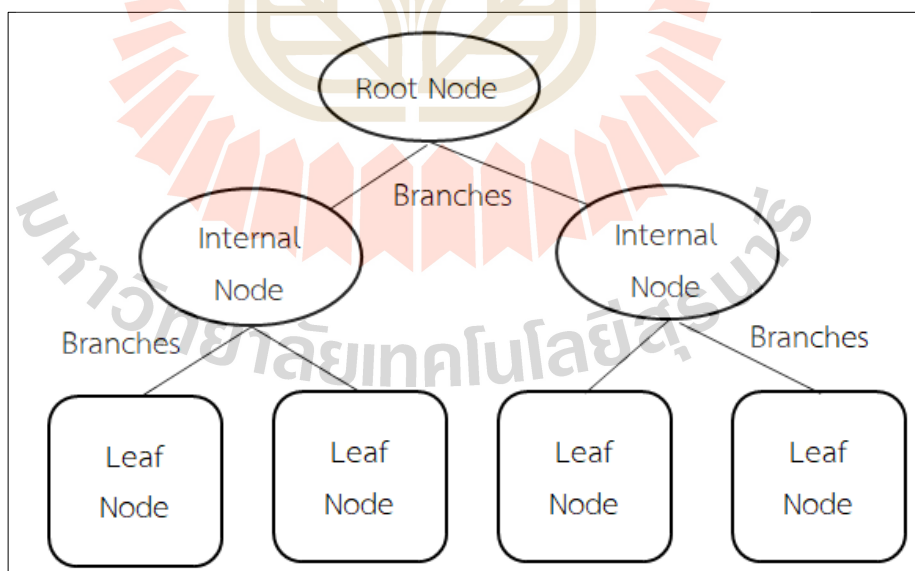 Root Node
Branches
Internal
Node
Internal
Node
Branches
Branches
Leaf
Node
Leaf
Node
Leaf
Node
Leaf
Node
มหาวิทยาลัยเทคโนโลยีสุรนารี